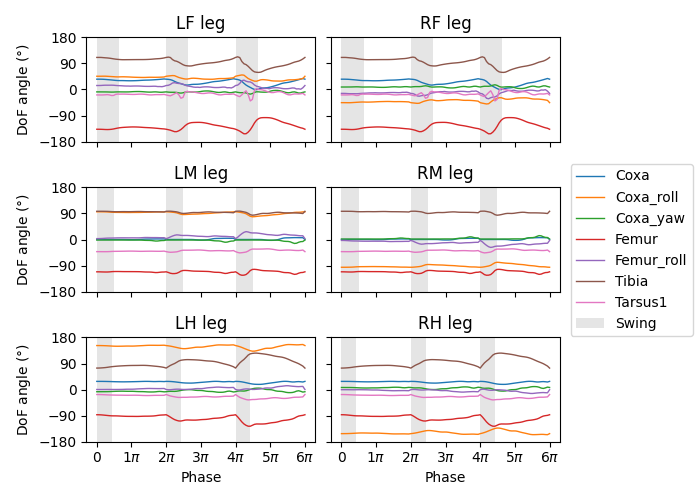 LF leg
RF leg
DoF angle (°)
180
90
0
−90
−180
LM leg
RM leg
DoF angle (°)
180
90
0
−90
−180
Coxa
Coxa_roll
Coxa_yaw
Femur
Femur_roll
Tibia
Tarsus1
Swing
LH leg
RH leg
DoF angle (°)
180
90
0
−90
−180
0 1π 2π 3π 4π 5π 6π
0 1π 2π 3π 4π 5π 6π
Phase
Phase